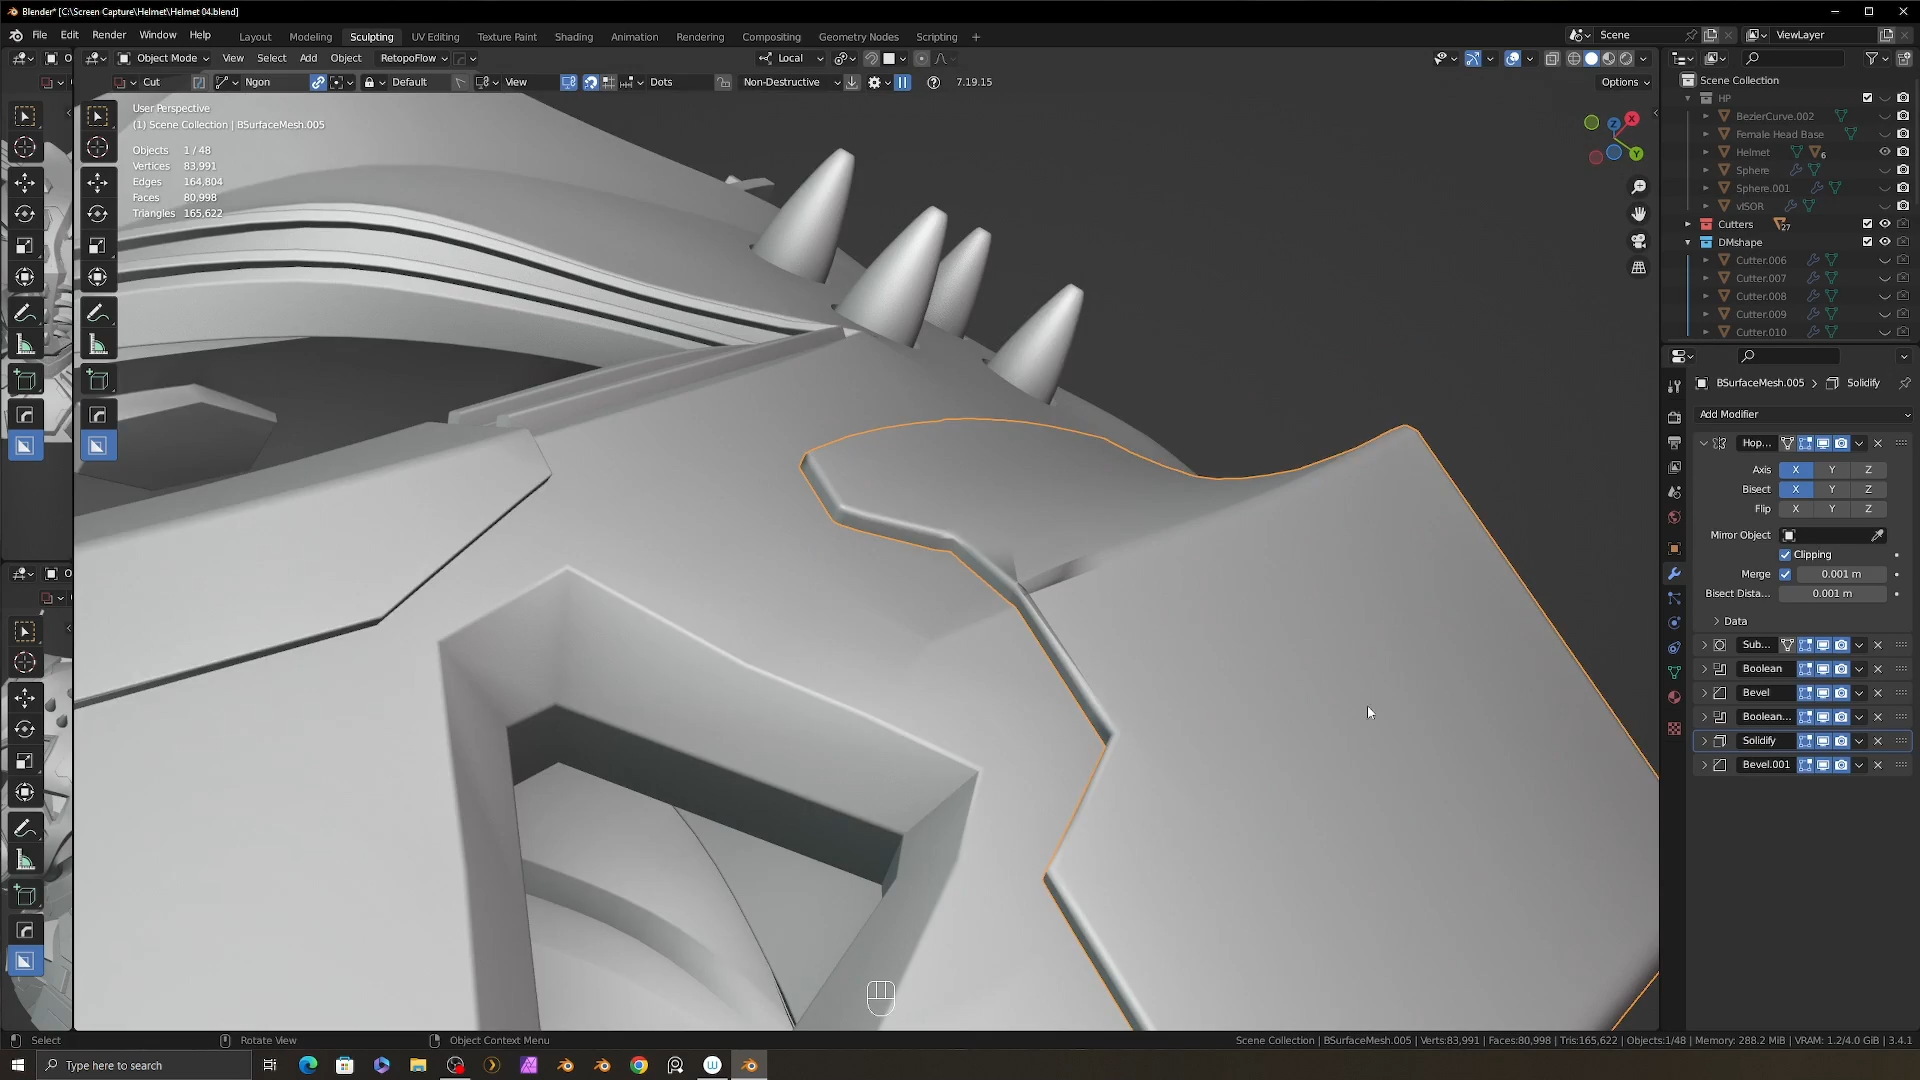 Blender* [C:\Screen Capture\Helmet\Helmet 04.blend]
File Edit Render Window Help
Layout Modeling Sculpting UV Editing Texture Paint Shading Animation Rendering Compositing Geometry Nodes Scripting +
Scene
ViewLayer
O
Object Mode View Select Add Object RetopoFlow
Local
Cut Ngon Default View Dots Non-Destructive 7.19.15
Options
User Perspective
(1) Scene Collection | BSurfaceMesh.005
Objects 1 / 48
Vertices 83,991
Edges 164,804
Faces 80,998
Triangles 165,622
X
Y
Z
O
Scene Collection
HP
BezierCurve.002
Female Head Base
Helmet 6
Sphere
Sphere.001
vISOR
Cutters 27
DMshape
Cutter.006
Cutter.007
Cutter.008
Cutter.009
Cutter.010
BSurfaceMesh.005 > Solidify
Add Modifier
Hop...
Axis X Y Z
Bisect X Y Z
Flip X Y Z
Mirror Object
Clipping
Merge 0.001 m
Bisect Dista... 0.001 m
Data
Sub...
Boolean
Bevel
Boolean...
Solidify
Bevel.001
Select
Rotate View
Object Context Menu
Scene Collection | BSurfaceMesh.005 | Verts:83,991 | Faces:80,998 | Tris:165,622 | Objects:1/48 | Memory: 288.2 MiB | VRAM: 1.2/4.0 GiB | 3.4.1
Type here to search